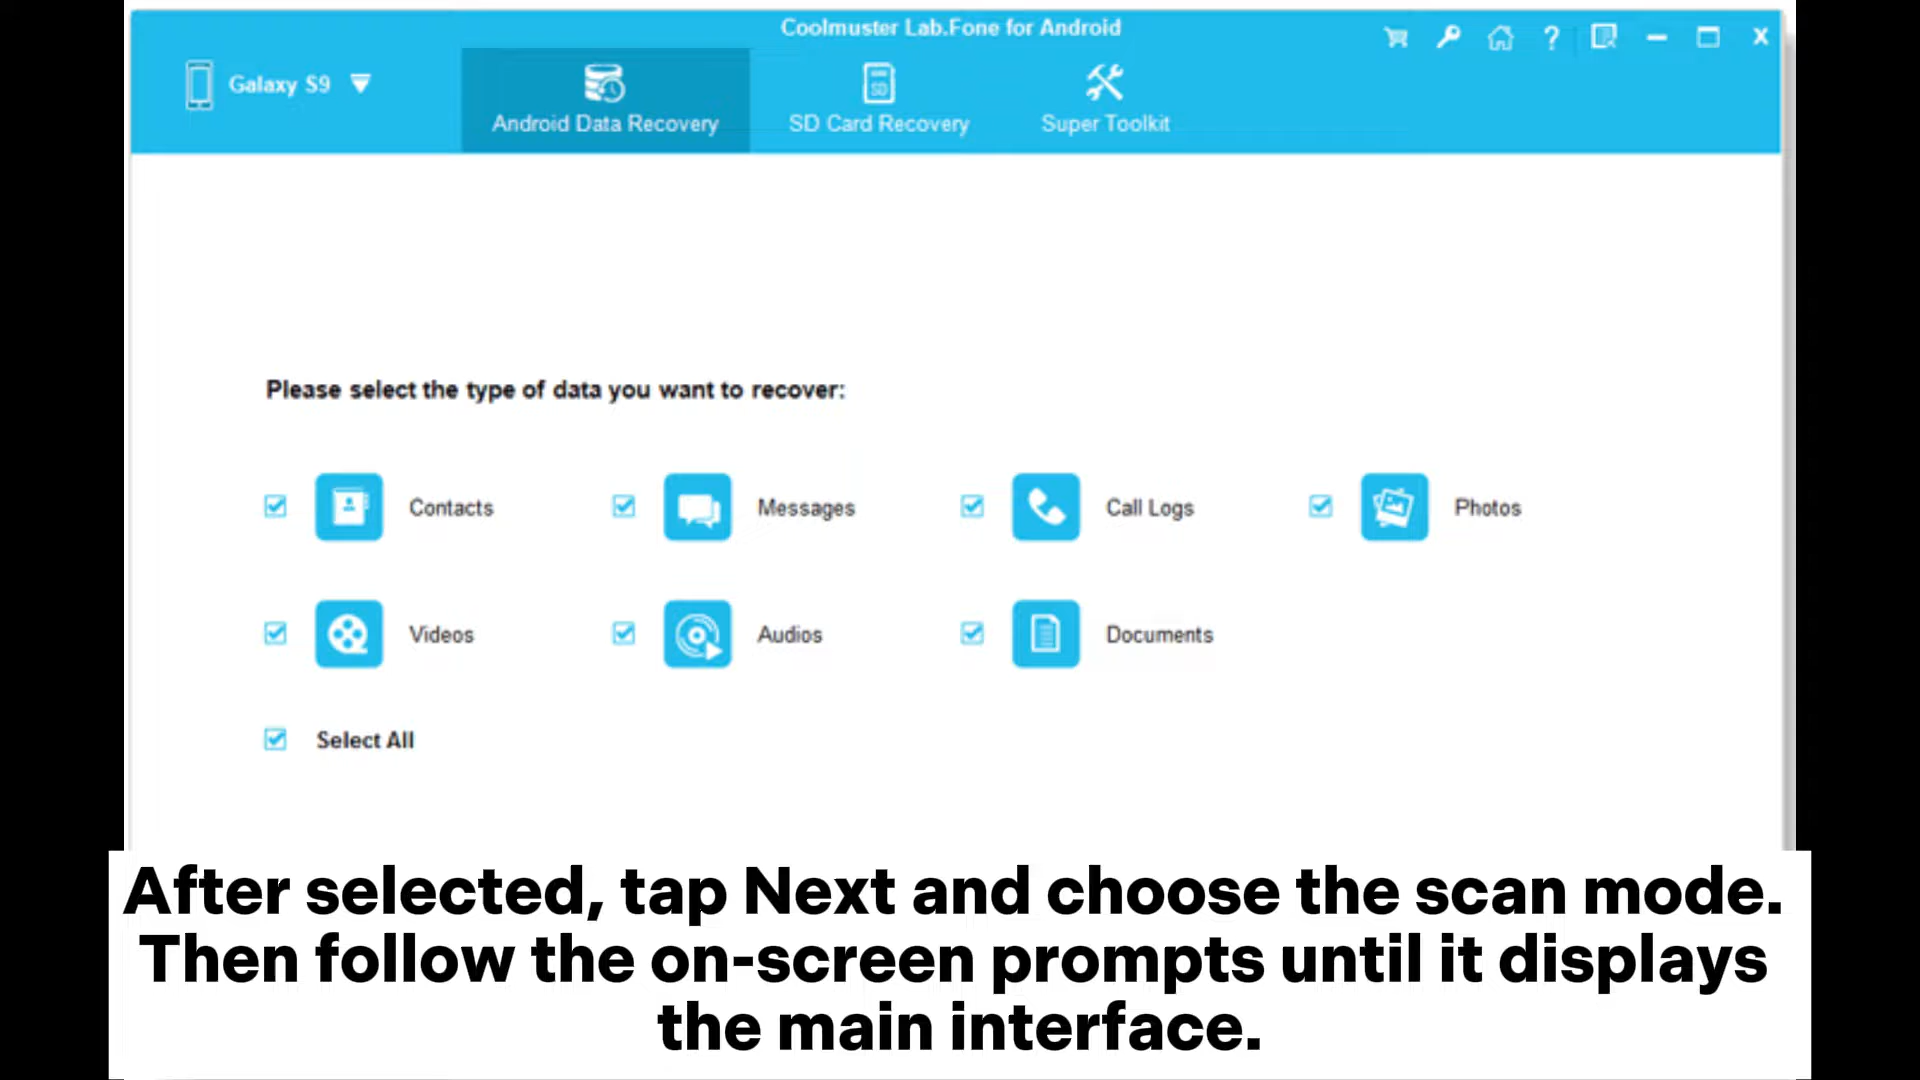 Coolmuster Lab.Fone for Android
Galaxy S9
Android Data Recovery
SD
SD Card Recovery
Super Toolkit
Please select the type of data you want to recover:
Contacts
Messages
Call Logs
Photos
Videos
Audios
Documents
Select All
After selected, tap Next and choose the scan mode.
Then follow the on-screen prompts until it displays
the main interface.